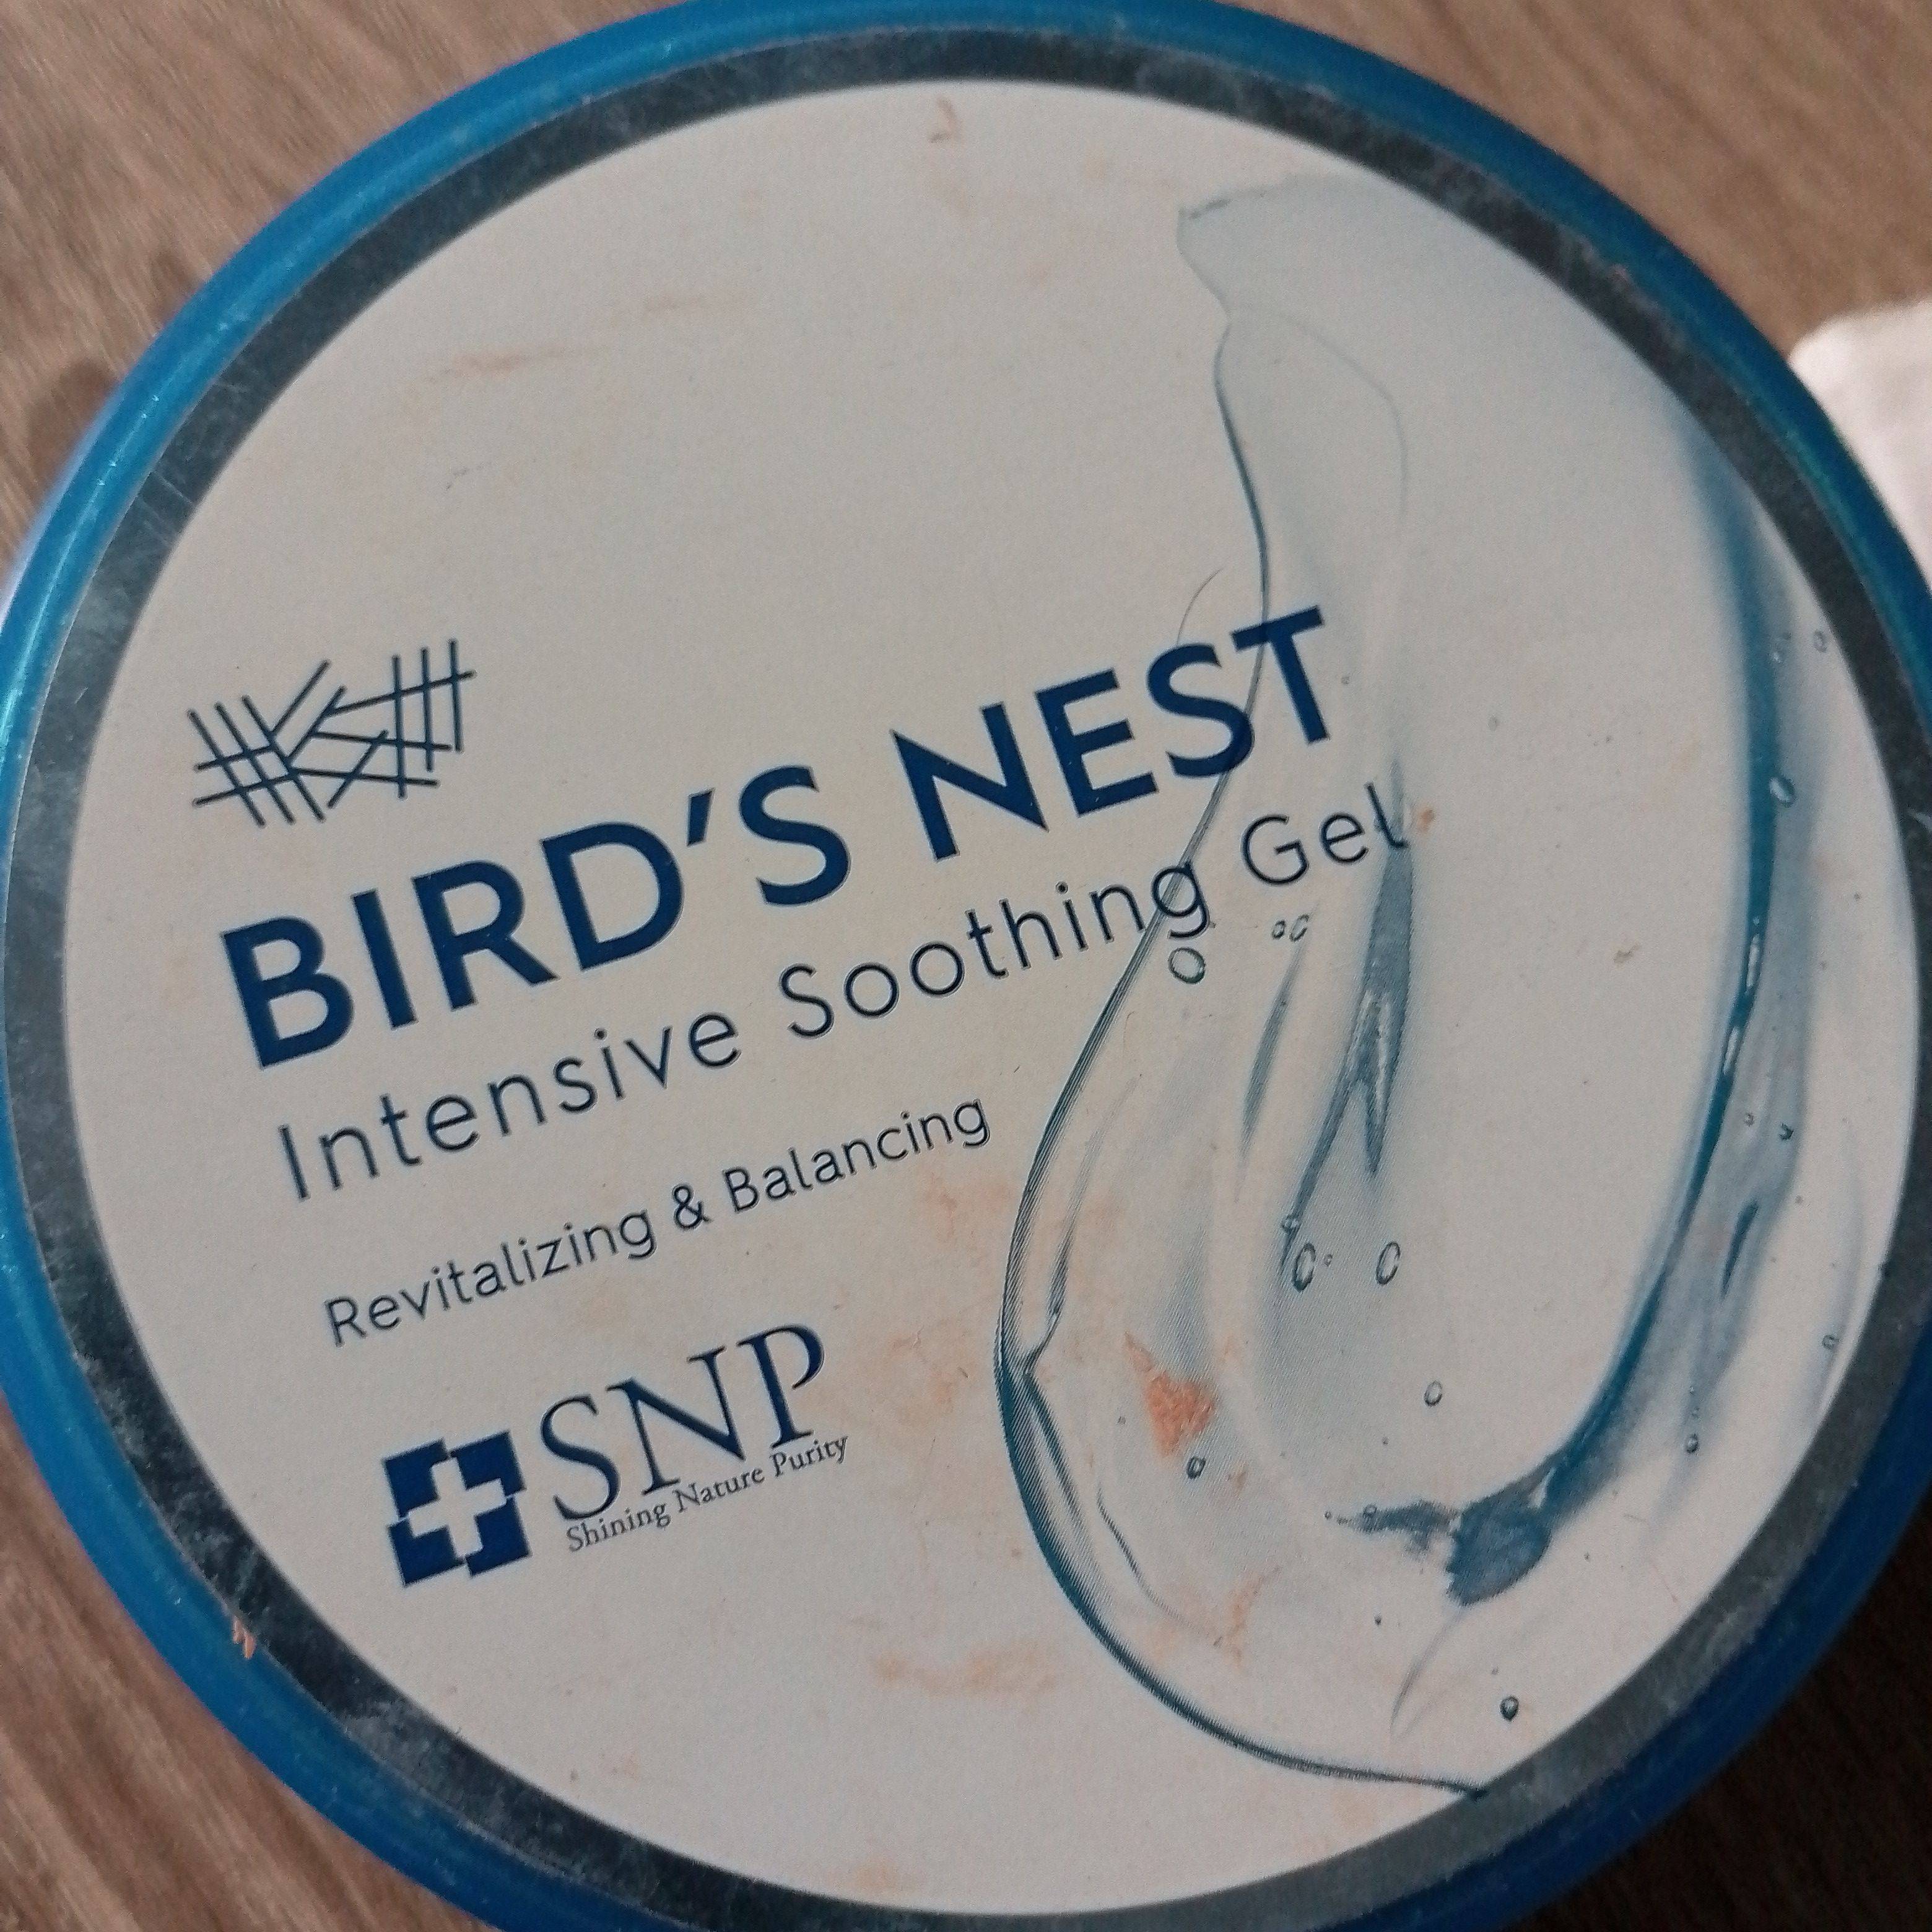 BIRD'S NEST
Intensive Soothing Gel
Revitalizing & Balancing
SNP
Shining Nature Purity